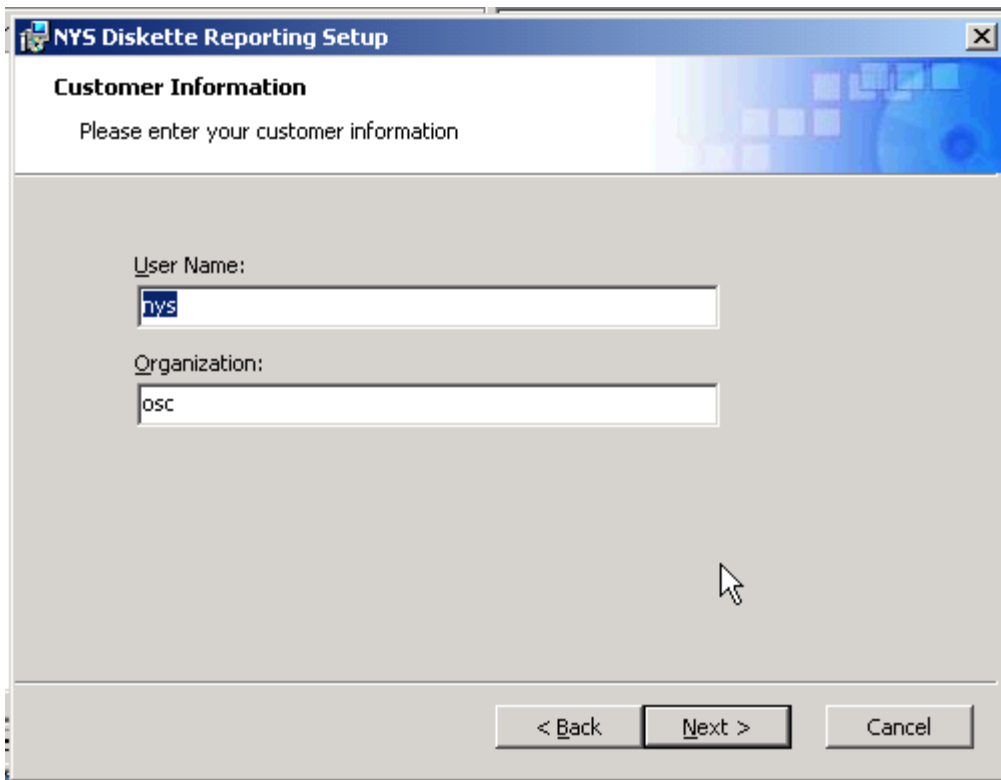 NYS Diskette Reporting Setup
Customer Information
Please enter your customer information
User Name:
nys
Organization:
osc
< Back
Next >
Cancel